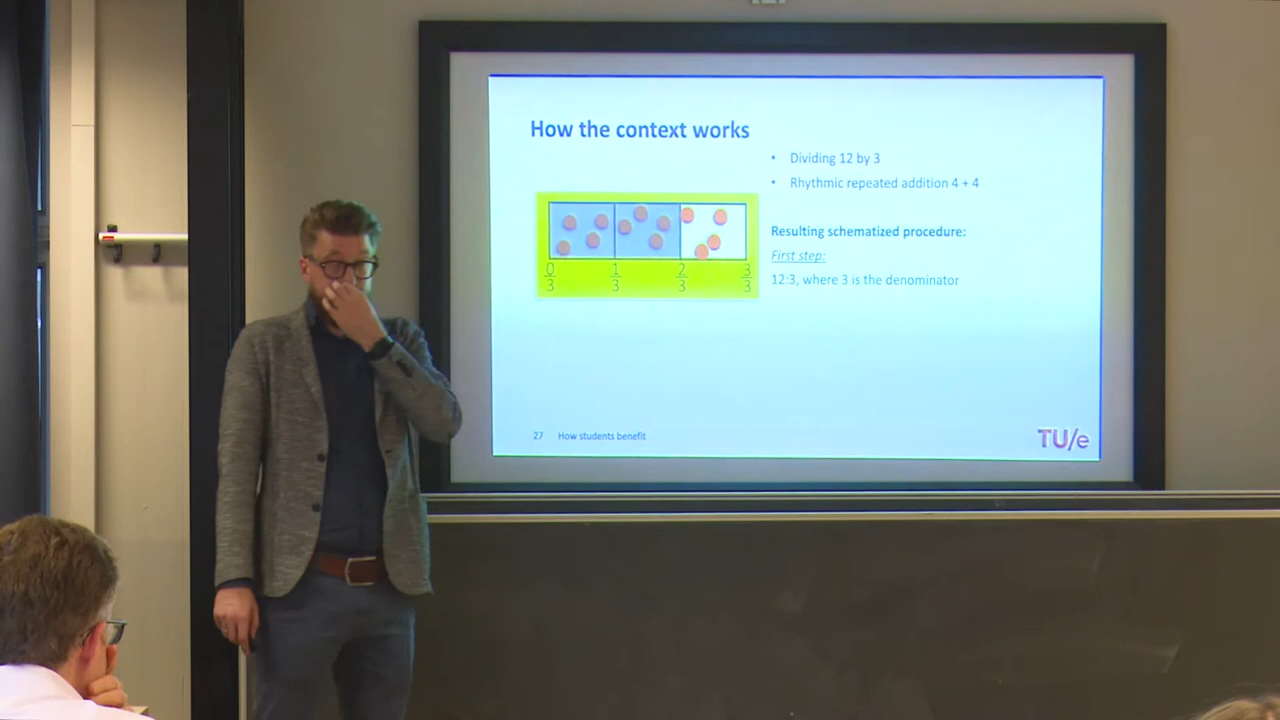 How the context works
• Dividing 12 by 3
• Rhythmic repeated addition 4 + 4
0/3 1/3 2/3 3/3
Resulting schematized procedure:
First step:
12:3, where 3 is the denominator
27 How students benefit
TU/e